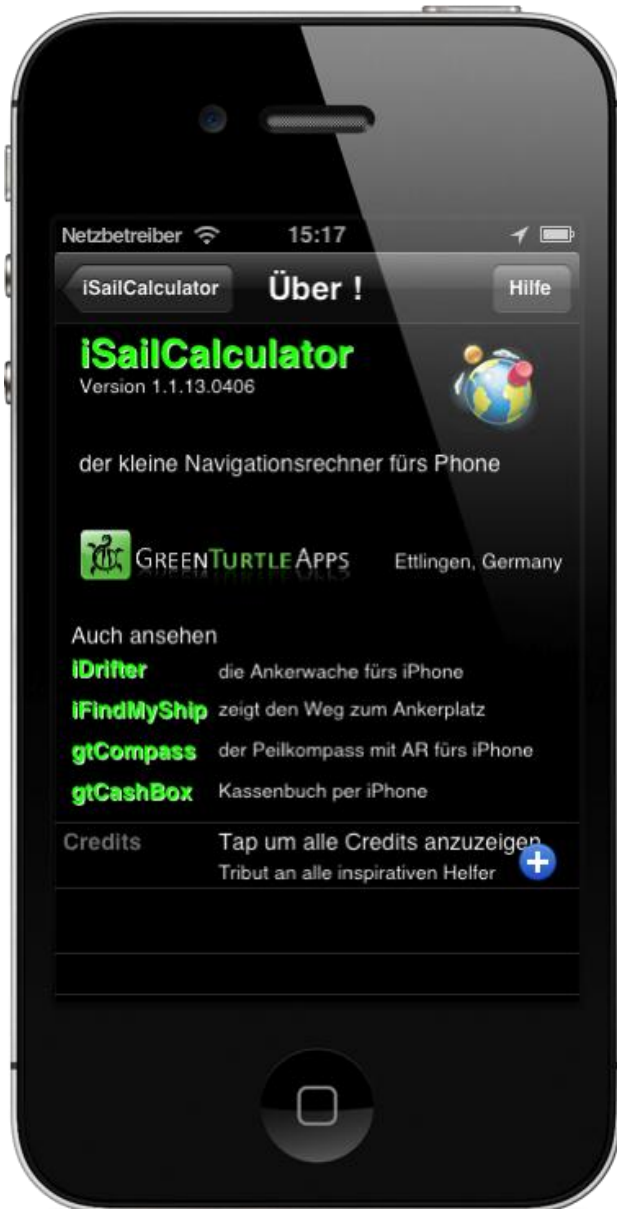 Netzbetreiber 15:17
iSailCalculator Über ! Hilfe
iSailCalculator
Version 1.1.13.0406
der kleine Navigationsrechner fürs Phone
GREENTURTLE APPS Ettlingen, Germany
Auch ansehen
iDrifter die Ankerwache fürs iPhone
iFindMyShip zeigt den Weg zum Ankerplatz
gtCompass der Peilkompass mit AR fürs iPhone
gtCashBox Kassenbuch per iPhone
Credits Tap um alle Credits anzuzeigen
Tribut an alle inspirativen Helfer